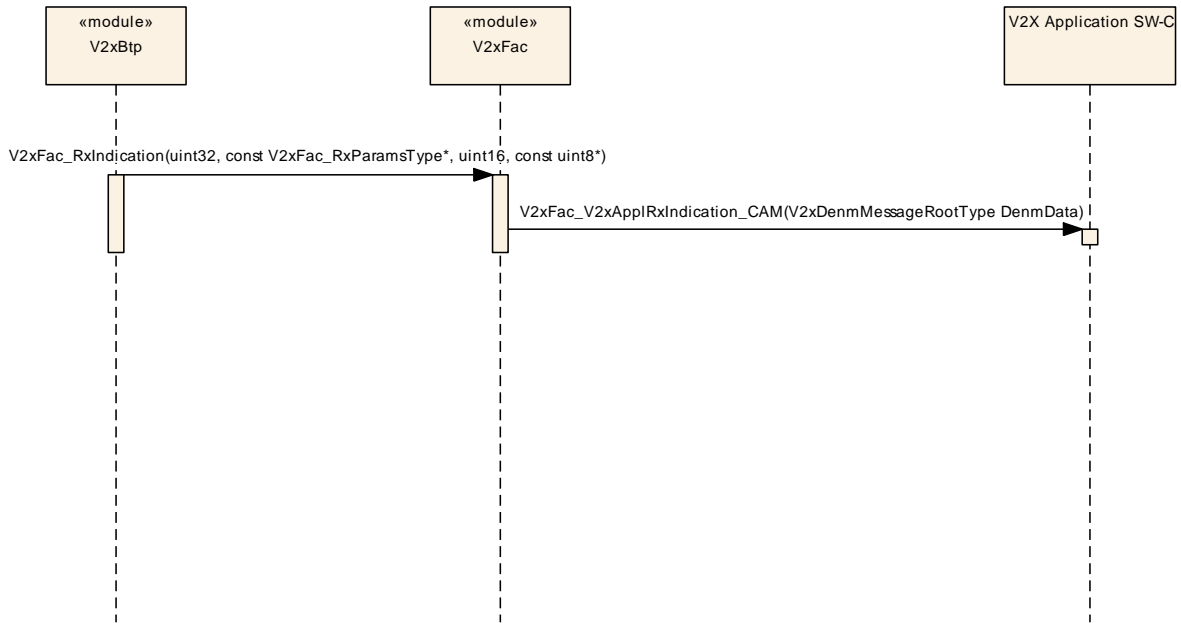 «module»
V2xBtp
«module»
V2xFac
V2X Application SW-C
V2xFac_RxIndication(uint32, const V2xFac_RxParamsType*, uint16, const uint8*)
V2xFac_V2xApplRxIndication_CAM(V2xDenmMessageRootType DenmData)